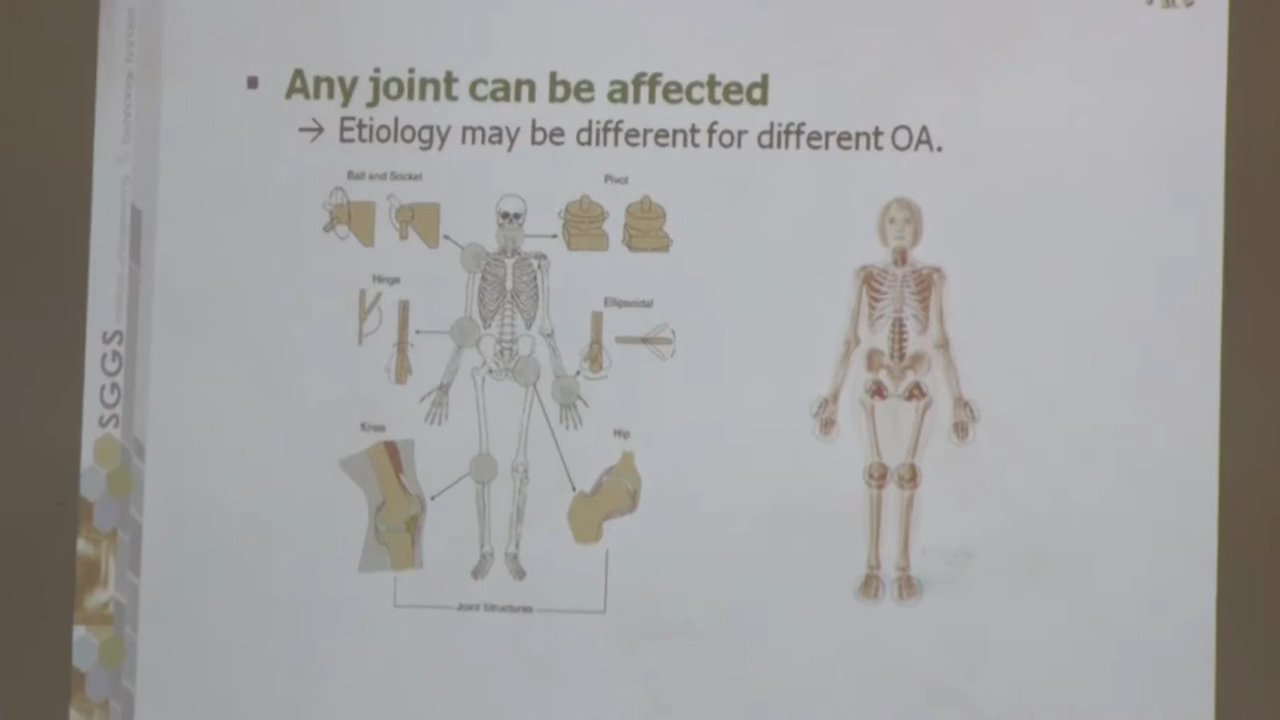 Any joint can be affected
→ Etiology may be different for different OA.
Ball and Socket
Pivot
Hinge
Ellipsoidal
Knee
Hip
Joint Structures
SGGS